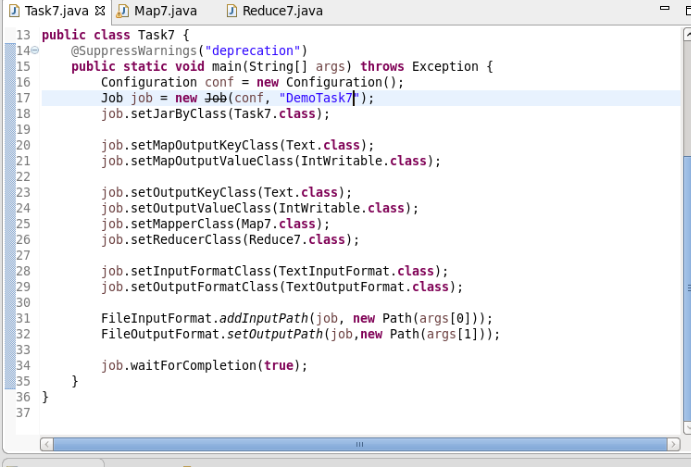 Task7.java Map7.java Reduce7.java
13 public class Task7 {
14 @SuppressWarnings("deprecation")
15 public static void main(String[] args) throws Exception {
16 Configuration conf = new Configuration();
17 Job job = new Job(conf, "DemoTask7");
18 job.setJarByClass(Task7.class);
19
20 job.setMapOutputKeyClass(Text.class);
21 job.setMapOutputValueClass(IntWritable.class);
22
23 job.setOutputKeyClass(Text.class);
24 job.setOutputValueClass(IntWritable.class);
25 job.setMapperClass(Map7.class);
26 job.setReducerClass(Reduce7.class);
27
28 job.setInputFormatClass(TextInputFormat.class);
29 job.setOutputFormatClass(TextOutputFormat.class);
30
31 FileInputFormat.addInputPath(job, new Path(args[0]));
32 FileOutputFormat.setOutputPath(job,new Path(args[1]));
33
34 job.waitForCompletion(true);
35 }
36 }
37